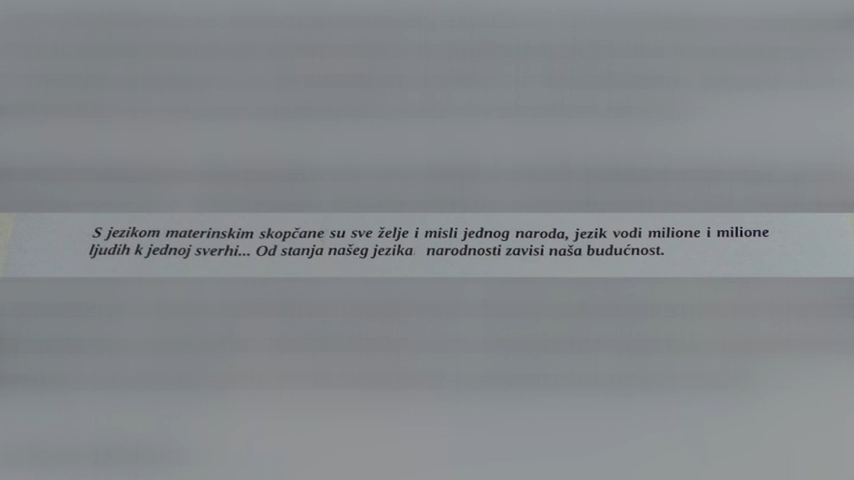 S jezikom materinskim skopčane su sve želje i misli jednog naroda, jezik vodi milione i milione
ljudih k jednoj sverhi... Od stanja našeg jezika narodnosti zavisi naša budućnost.